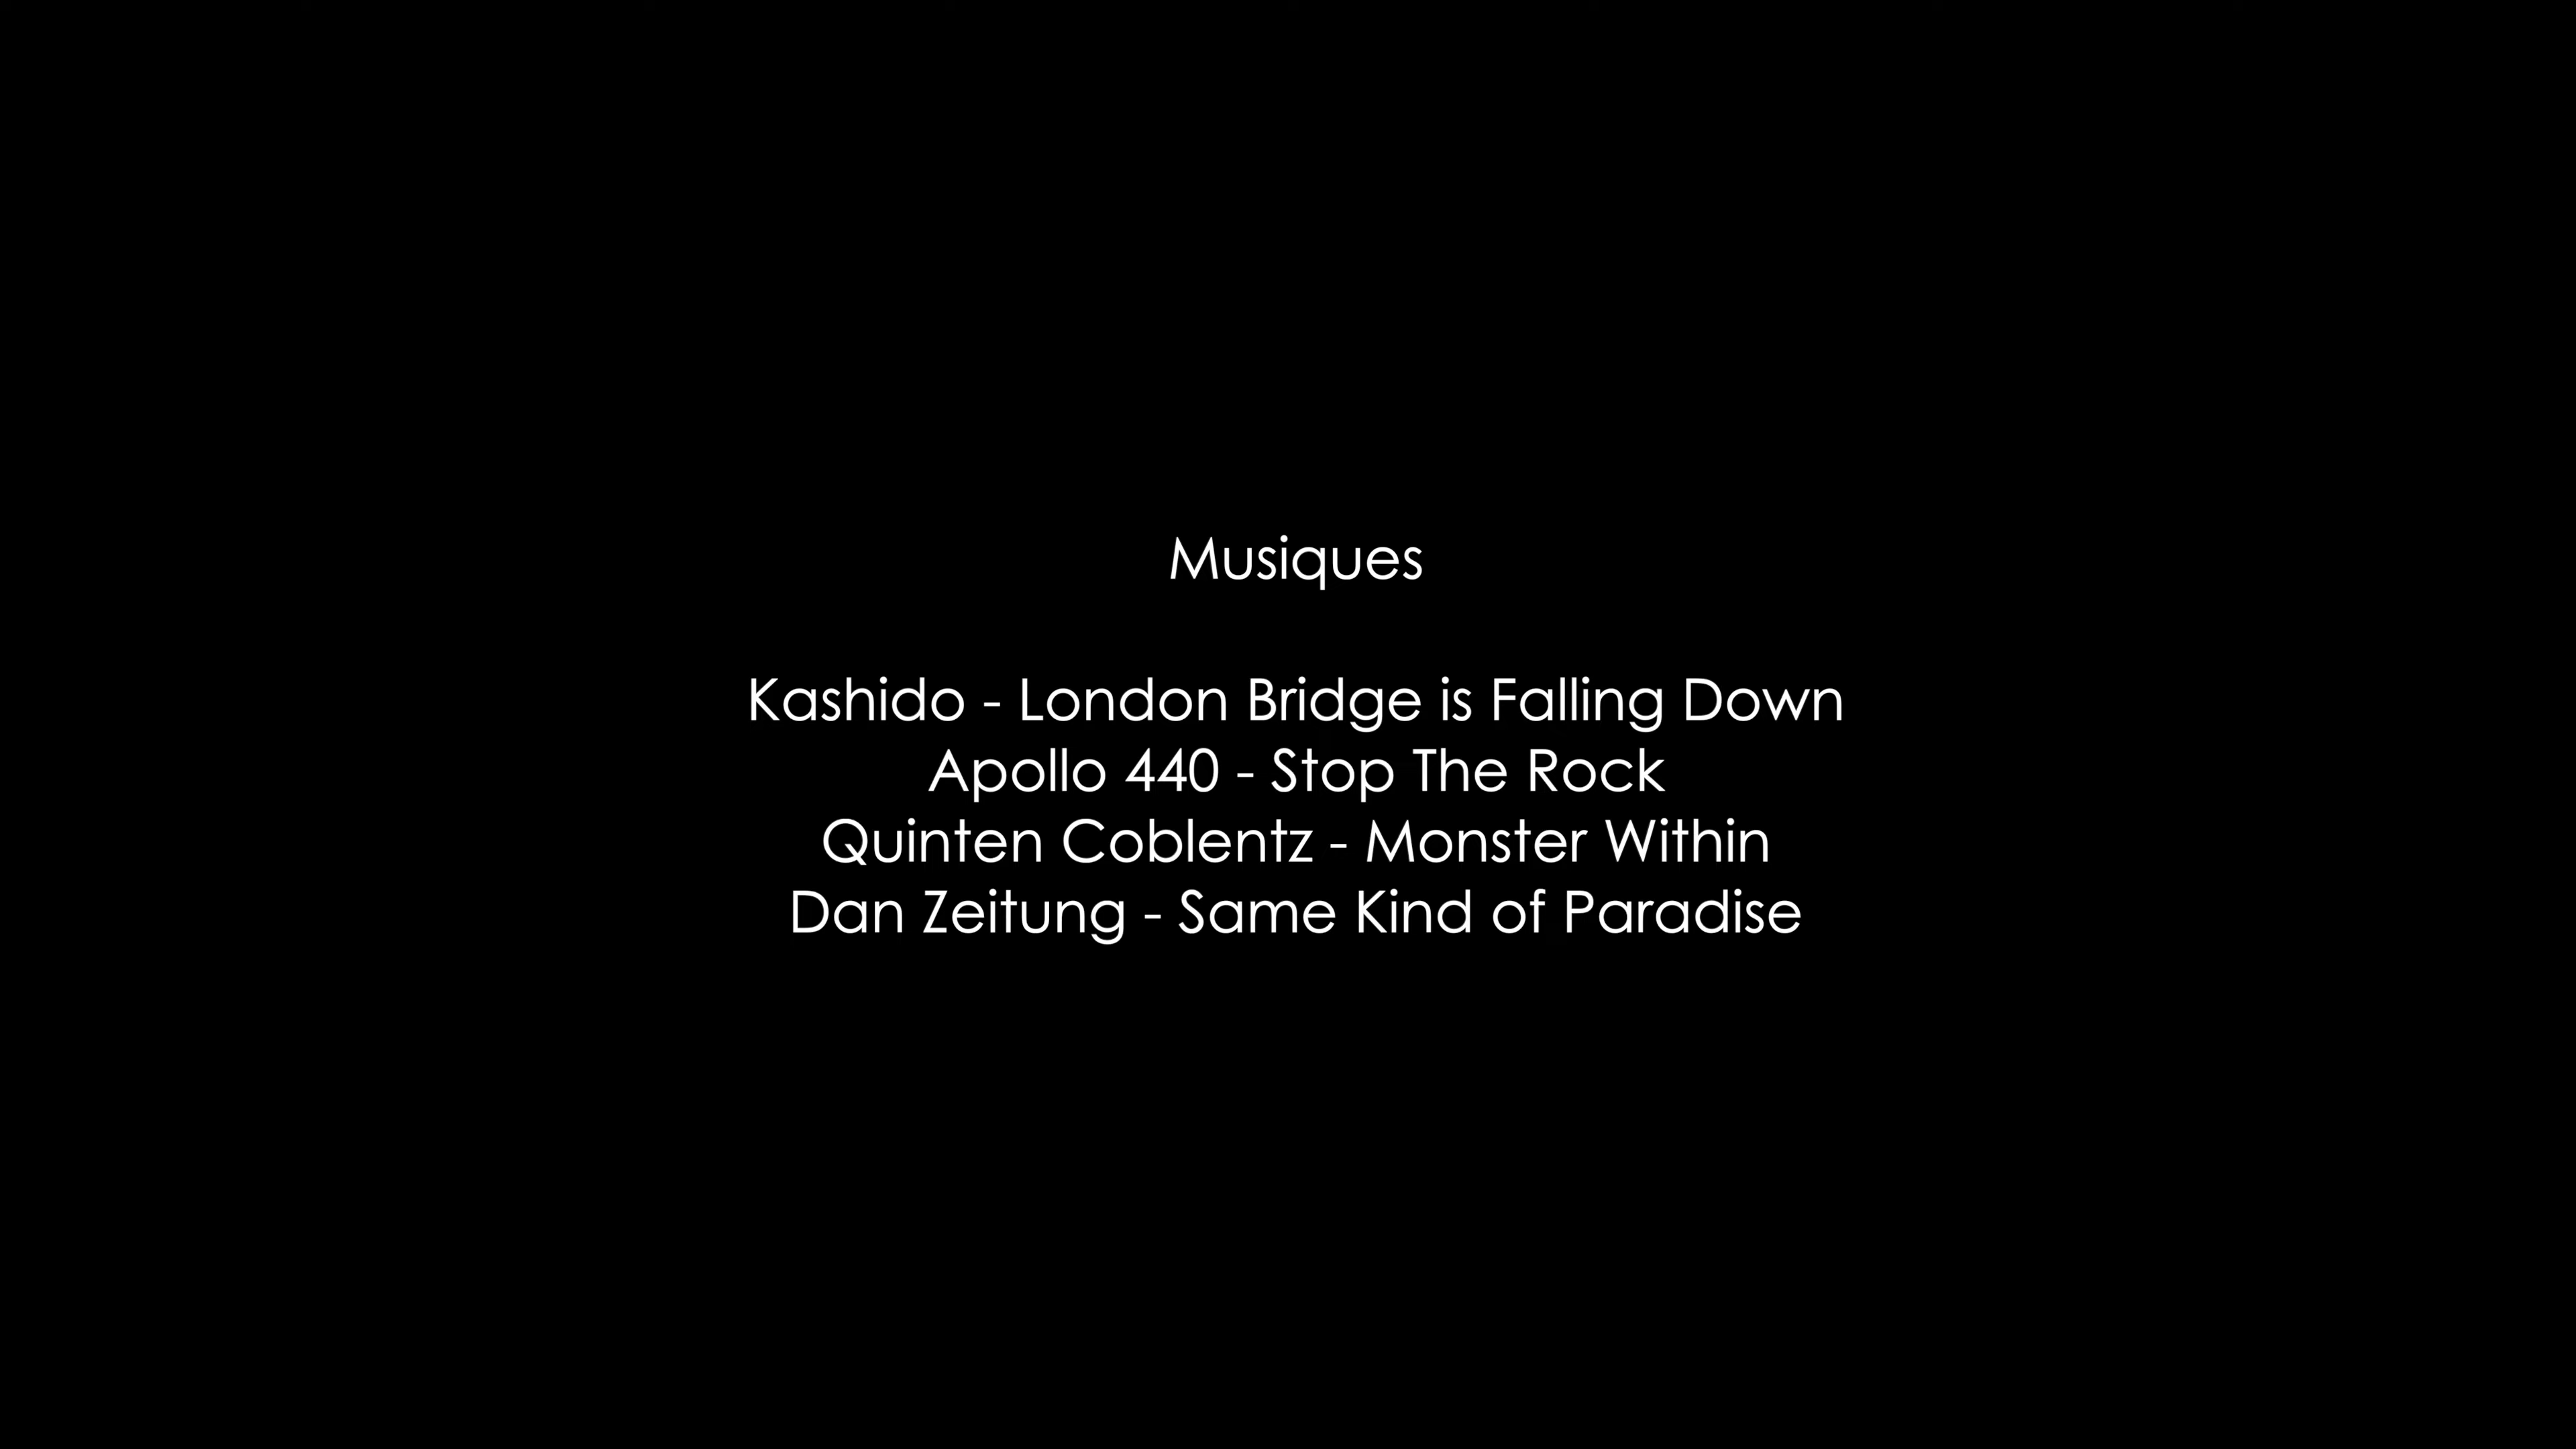 Musiques
Kashido - London Bridge is Falling Down
Apollo 440 - Stop The Rock
Quinten Coblentz - Monster Within
Dan Zeitung - Same Kind of Paradise